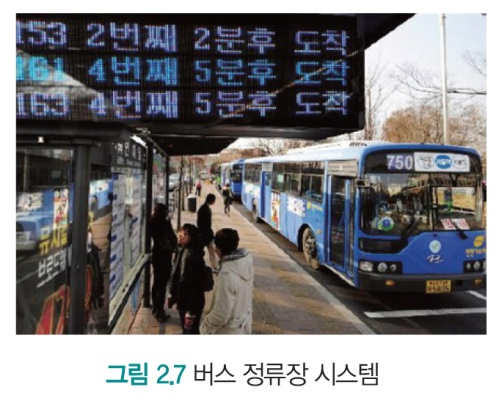 153 2번째 2분후 도착
161 4번째 5분후 도착
163 4번째 5분후 도착
750
그림 2.7 버스 정류장 시스템